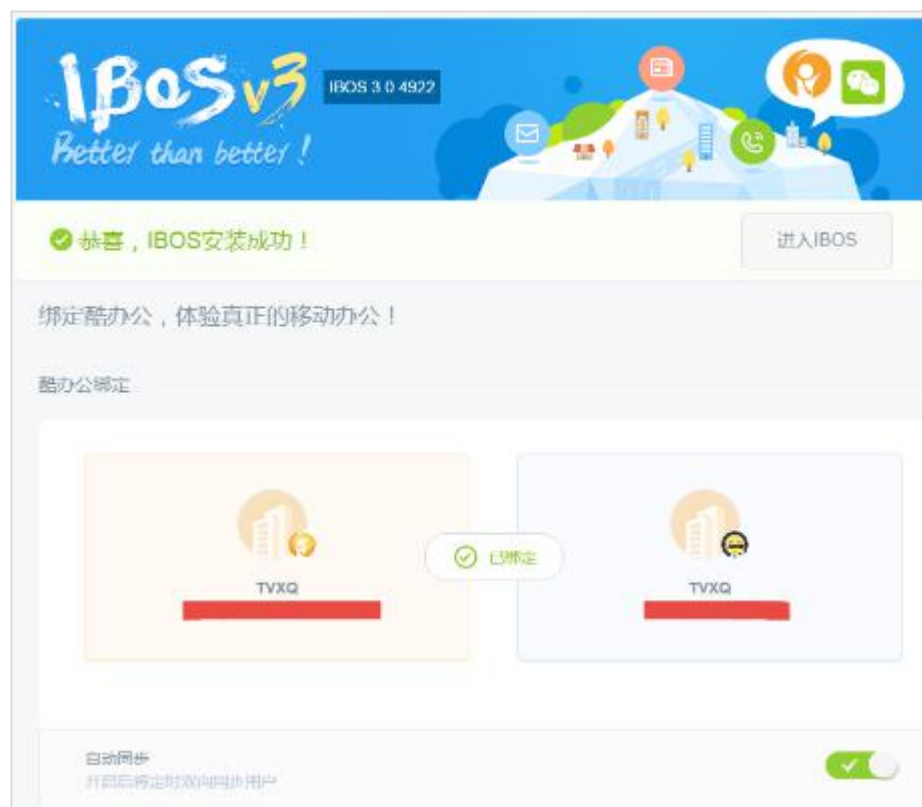 IBOS v3
IBOS 3.0 4922
Better than better !
恭喜，IBOS安装成功！
进入IBOS
绑定酷办公，体验真正的移动办公！
酷办公绑定
已绑定
TVXQ
TVXQ
自动同步
开启后将定时双向同步用户